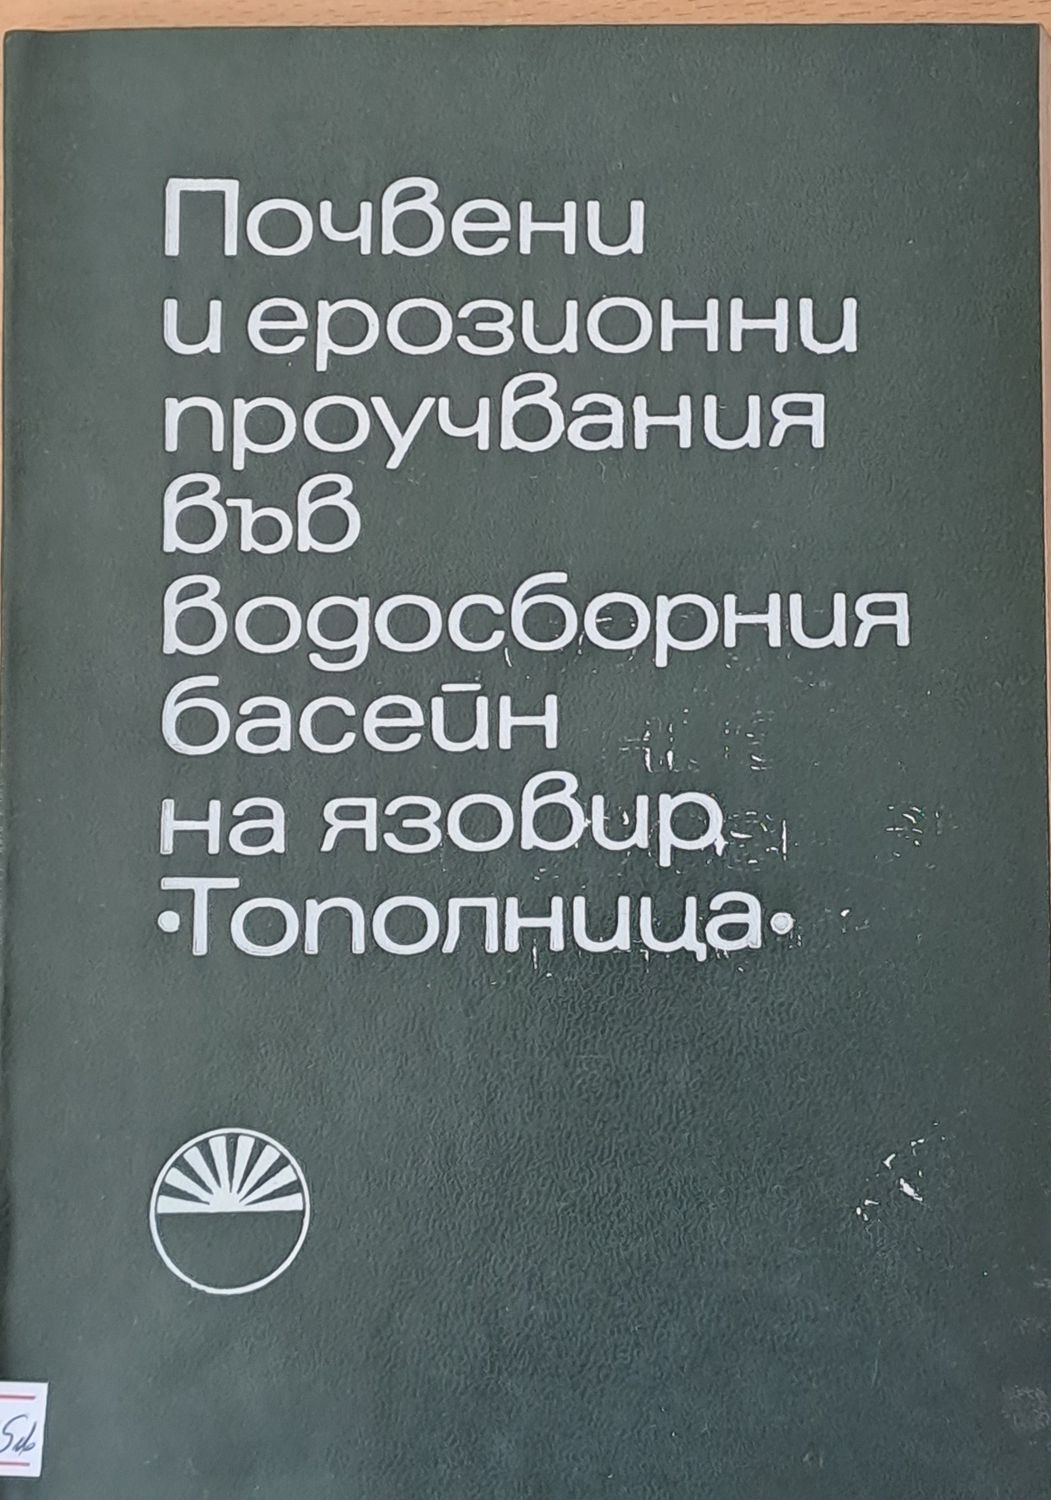 Почвени
и ерозионни
проучвания
във
водосборния
басейн
на язовир
•Тополница•